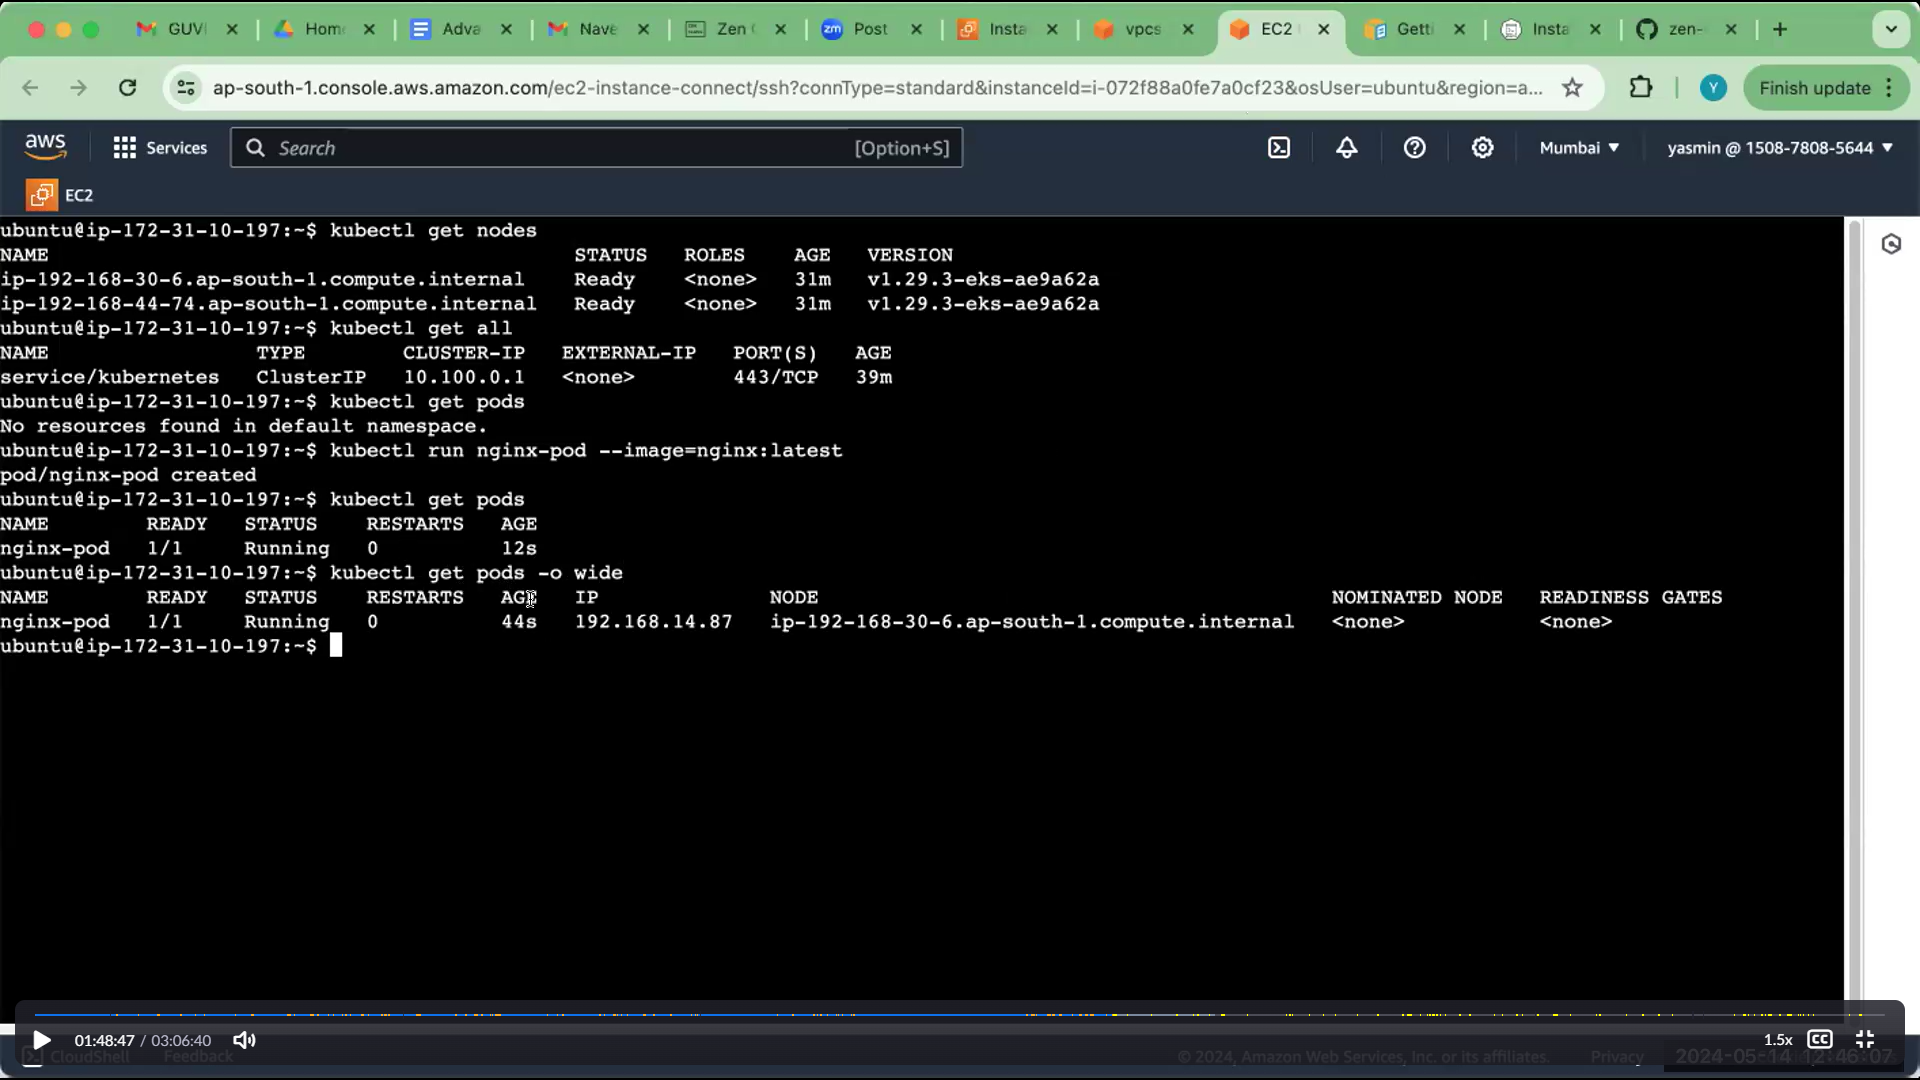 GUVI Home Adva Nave Zen C Post Insta vpcs EC2 Getti Insta zen-
ap-south-1.console.aws.amazon.com/ec2-instance-connect/ssh?connType=standard&instanceId=i-072f88a0fe7a0cf23&osUser=ubuntu&region=a... Y Finish update
aws Services Search [Option+S] Mumbai yasmin @ 1508-7808-5644
EC2
ubuntu@ip-172-31-10-197:~$ kubectl get nodes
NAME STATUS ROLES AGE VERSION
ip-192-168-30-6.ap-south-1.compute.internal Ready <none> 31m v1.29.3-eks-ae9a62a
ip-192-168-44-74.ap-south-1.compute.internal Ready <none> 31m v1.29.3-eks-ae9a62a
ubuntu@ip-172-31-10-197:~$ kubectl get all
NAME TYPE CLUSTER-IP EXTERNAL-IP PORT(S) AGE
service/kubernetes ClusterIP 10.100.0.1 <none> 443/TCP 39m
ubuntu@ip-172-31-10-197:~$ kubectl get pods
No resources found in default namespace.
ubuntu@ip-172-31-10-197:~$ kubectl run nginx-pod --image=nginx:latest
pod/nginx-pod created
ubuntu@ip-172-31-10-197:~$ kubectl get pods
NAME READY STATUS RESTARTS AGE
nginx-pod 1/1 Running 0 12s
ubuntu@ip-172-31-10-197:~$ kubectl get pods -o wide
NAME READY STATUS RESTARTS AGE IP NODE NOMINATED NODE READINESS GATES
nginx-pod 1/1 Running 0 44s 192.168.14.87 ip-192-168-30-6.ap-south-1.compute.internal <none> <none>
ubuntu@ip-172-31-10-197:~$
01:48:47 / 03:06:40 1.5x CC
CloudShell Feedback © 2024, Amazon Web Services, Inc. or its affiliates. Privacy 2024-05-14 12:46:07